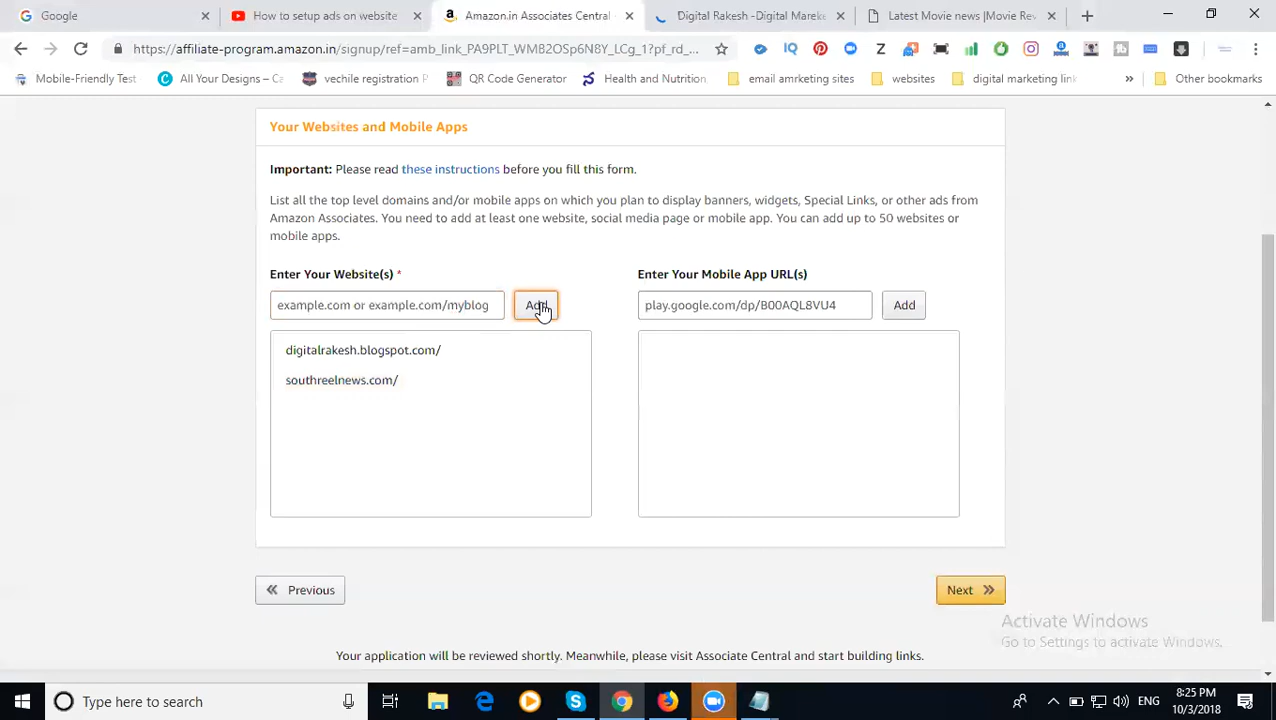 Google
How to setup ads on website
Amazon.in Associates Central -
Digital Rakesh -Digital Mareke
Latest Movie news |Movie Rev
https://affiliate-program.amazon.in/signup/ref=amb_link_PA9PLT_WM82OSp6N8Y_LCg_1?pf_rd_...
Mobile-Friendly Test
All Your Designs – Ca
vechile registration P
QR Code Generator
Health and Nutrition
email amrketing sites
websites
digital marketing link
Other bookmarks
Your Websites and Mobile Apps
Important: Please read these instructions before you fill this form.
List all the top level domains and/or mobile apps on which you plan to display banners, widgets, Special Links, or other ads from
Amazon Associates. You need to add at least one website, social media page or mobile app. You can add up to 50 websites or
mobile apps.
Enter Your Website(s) *
Enter Your Mobile App URL(s)
example.com or example.com/myblog
Add
play.google.com/dp/B00AQL8VU4
Add
digitalrakesh.blogspot.com/
southreelnews.com/
Previous
Next
Activate Windows
Go to Settings to activate Windows.
Your application will be reviewed shortly. Meanwhile, please visit Associate Central and start building links.
Type here to search
ENG
8:25 PM
10/3/2018